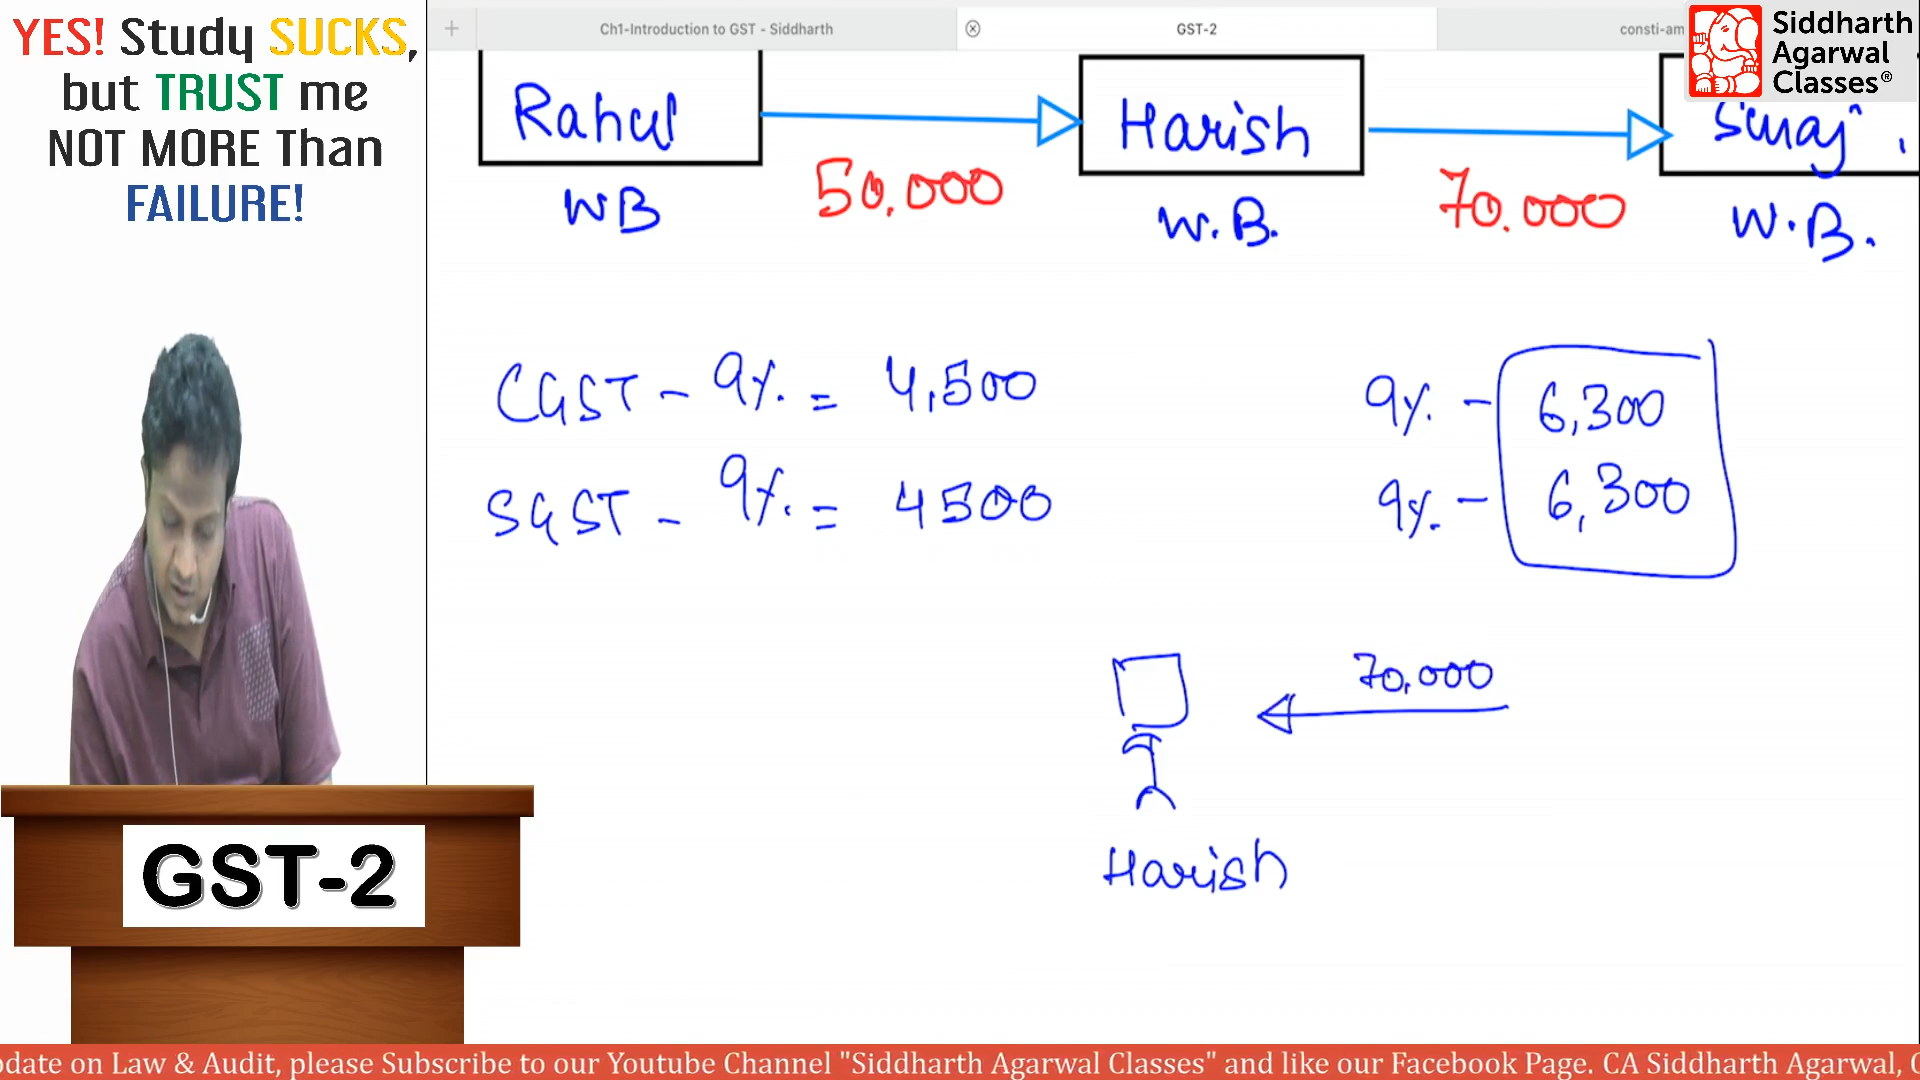 YES! Study SUCKS,
but TRUST me
NOT MORE Than
FAILURE!
Ch1-Introduction to GST - Siddharth
GST-2
consti-am
Siddharth
Agarwal
Classes®
Rahul
Harish
WB
50,000
W.B.
70,000
W.B.
CGST - 9%. = 4,500
9%. - 6,300
SGST - 9%. = 4500
9%. - 6,300
70,000
Harish
GST-2
date on Law & Audit, please Subscribe to our Youtube Channel "Siddharth Agarwal Classes" and like our Facebook Page. CA Siddharth Agarwal,